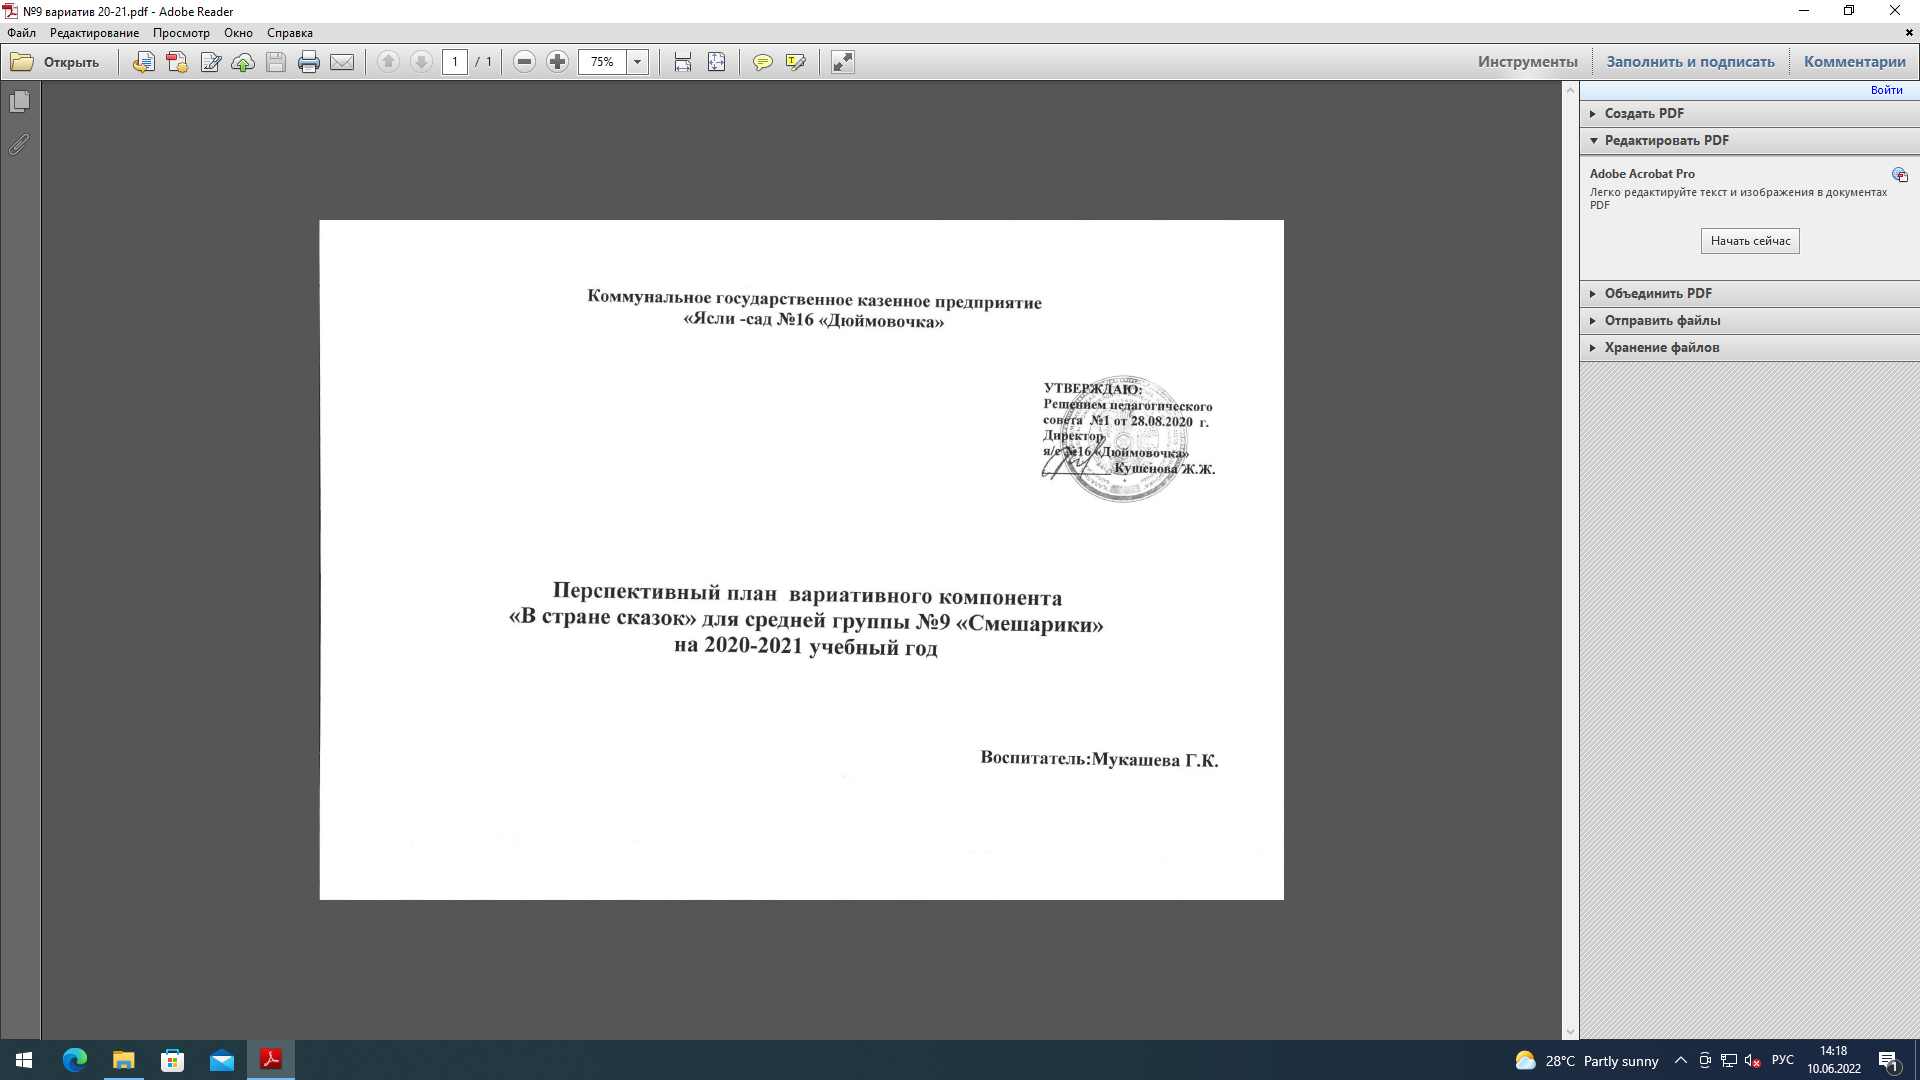 №9 вариатив 20-21.pdf - Adobe Reader
Файл Редактирование Просмотр Окно Справка
Открыть 1 / 1 75% Инструменты Заполнить и подписать Комментарии
Войти
Создать PDF
Редактировать PDF
Adobe Acrobat Pro
Легко редактируйте текст и изображения в документах
PDF
Начать сейчас
Объединить PDF
Отправить файлы
Хранение файлов
Коммунальное государственное казенное предприятие
«Ясли -сад №16 «Дюймовочка»
УТВЕРЖДАЮ:
Решением педагогического
совета №1 от 28.08.2020 г.
Директор
я/с №16 «Дюймовочка»
Кушенова Ж.Ж.
Перспективный план вариативного компонента
«В стране сказок» для средней группы №9 «Смешарики»
на 2020-2021 учебный год
Воспитатель:Мукашева Г.К.
28°C Partly sunny РУС
14:18
10.06.2022
1